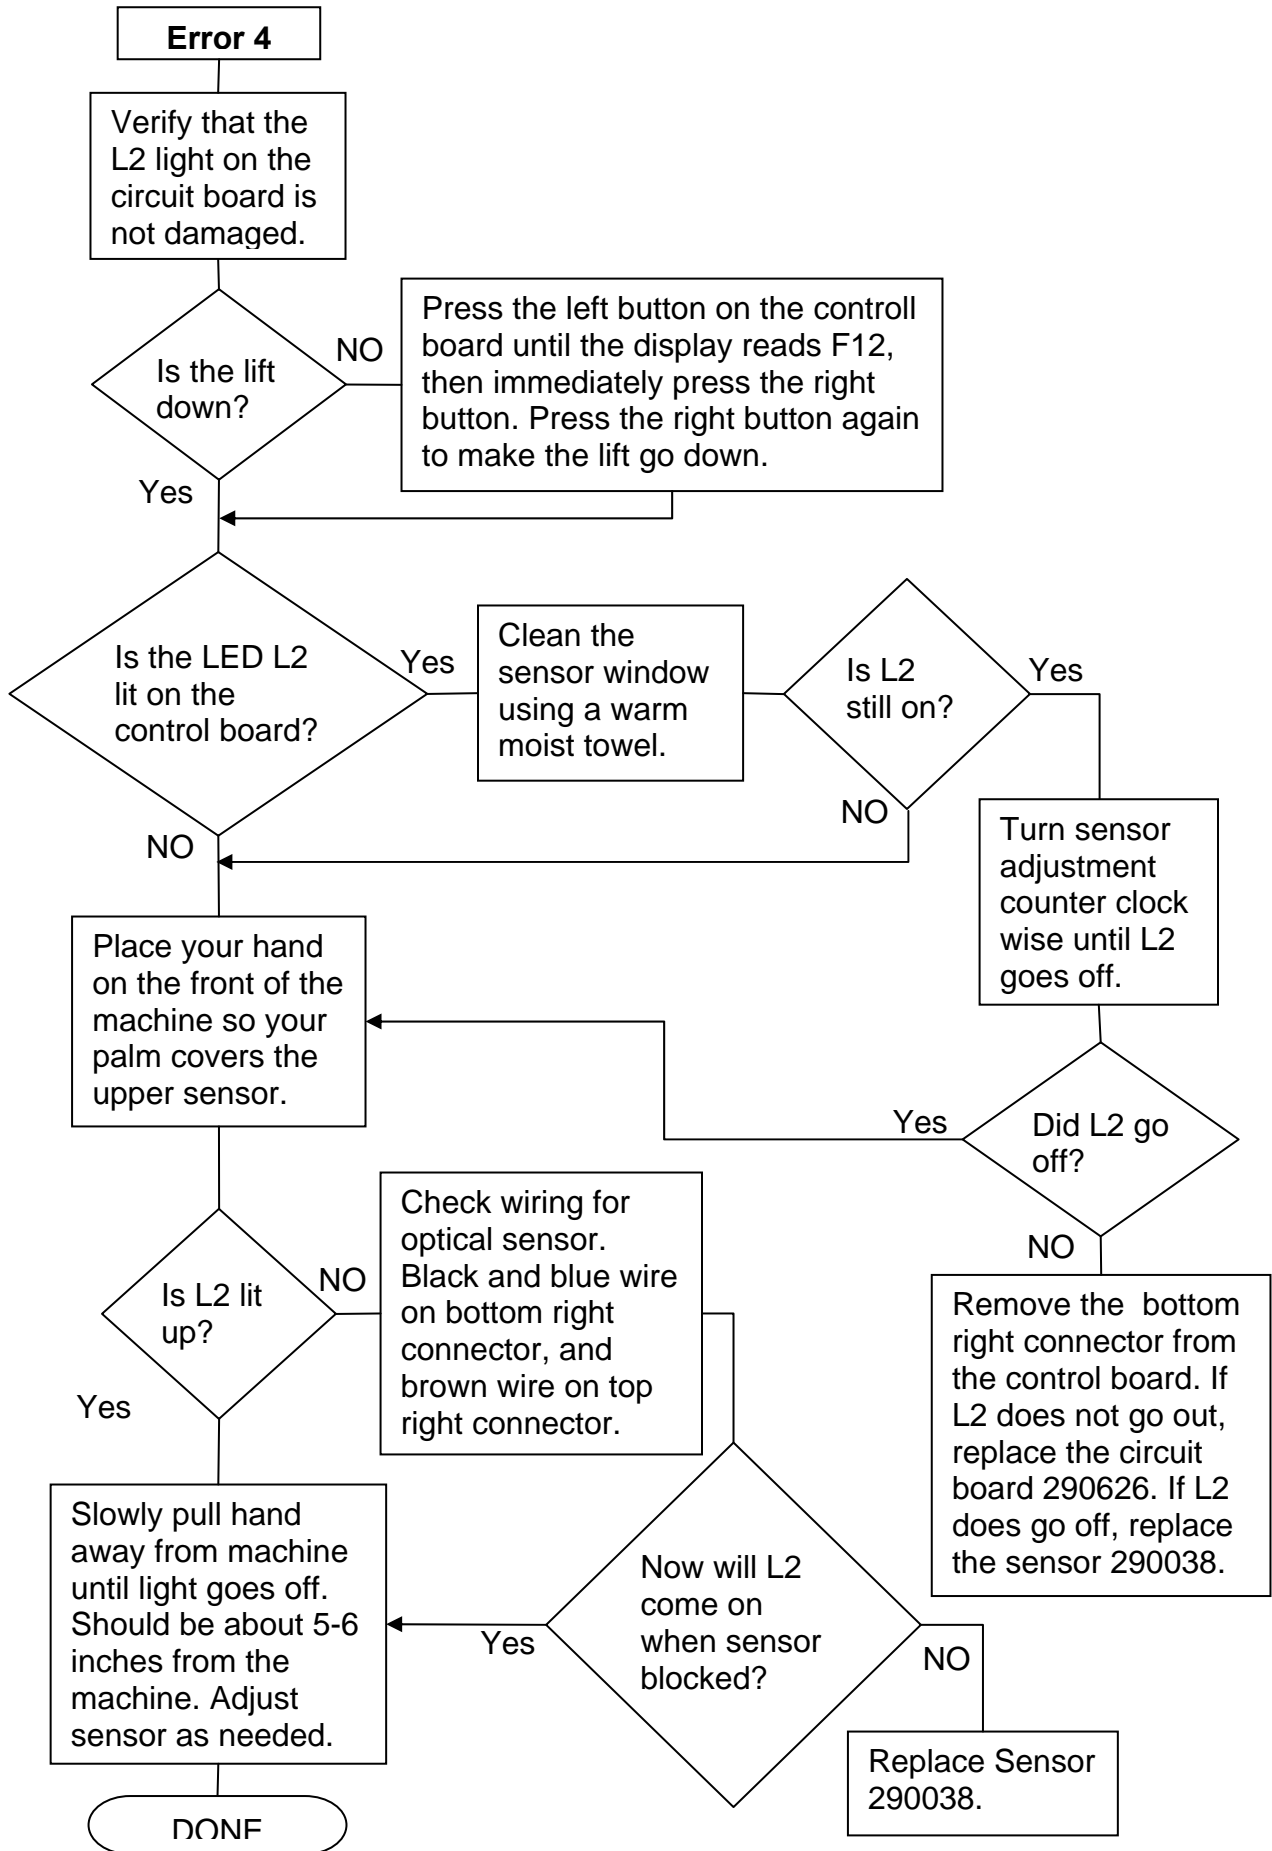 Error 4
Verify that the
L2 light on the
circuit board is
not damaged.
Is the lift
down?
NO
Press the left button on the controll
board until the display reads F12,
then immediately press the right
button. Press the right button again
to make the lift go down.
Yes
Is the LED L2
lit on the
control board?
Yes
Clean the
sensor window
using a warm
moist towel.
Is L2
still on?
Yes
NO
NO
Turn sensor
adjustment
counter clock
wise until L2
goes off.
Place your hand
on the front of the
machine so your
palm covers the
upper sensor.
Yes
Did L2 go
off?
NO
Remove the bottom
right connector from
the control board. If
L2 does not go out,
replace the circuit
board 290626. If L2
does go off, replace
the sensor 290038.
Is L2 lit
up?
NO
Check wiring for
optical sensor.
Black and blue wire
on bottom right
connector, and
brown wire on top
right connector.
Yes
Slowly pull hand
away from machine
until light goes off.
Should be about 5-6
inches from the
machine. Adjust
sensor as needed.
Now will L2
come on
when sensor
blocked?
Yes
NO
Replace Sensor
290038.
DONE